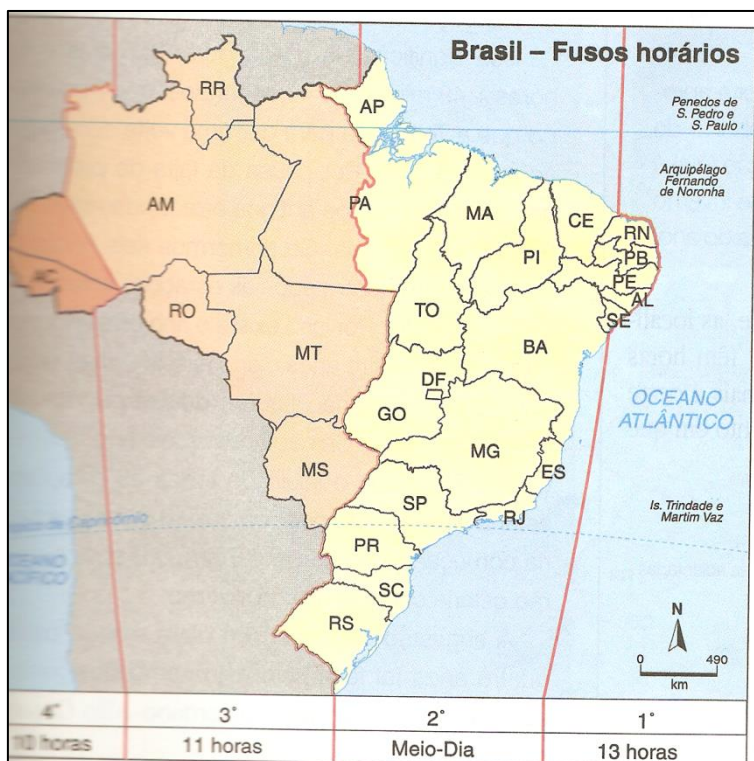 Brasil – Fusos horários
Penedos de
S. Pedro e
S. Paulo
Arquipélago
Fernando
de Noronha
RR
AP
AM
PA
MA
CE
RN
PB
PE
AL
SE
PI
AC
RO
TO
BA
MT
DF
GO
MG
ES
MS
SP
RJ
PR
SC
RS
OCEANO
ATLÂNTICO
Is. Trindade e
Martim Vaz
de Capricórnio
OCEANO
N
0 490
km
4° 3° 2° 1°
10 horas 11 horas Meio-Dia 13 horas